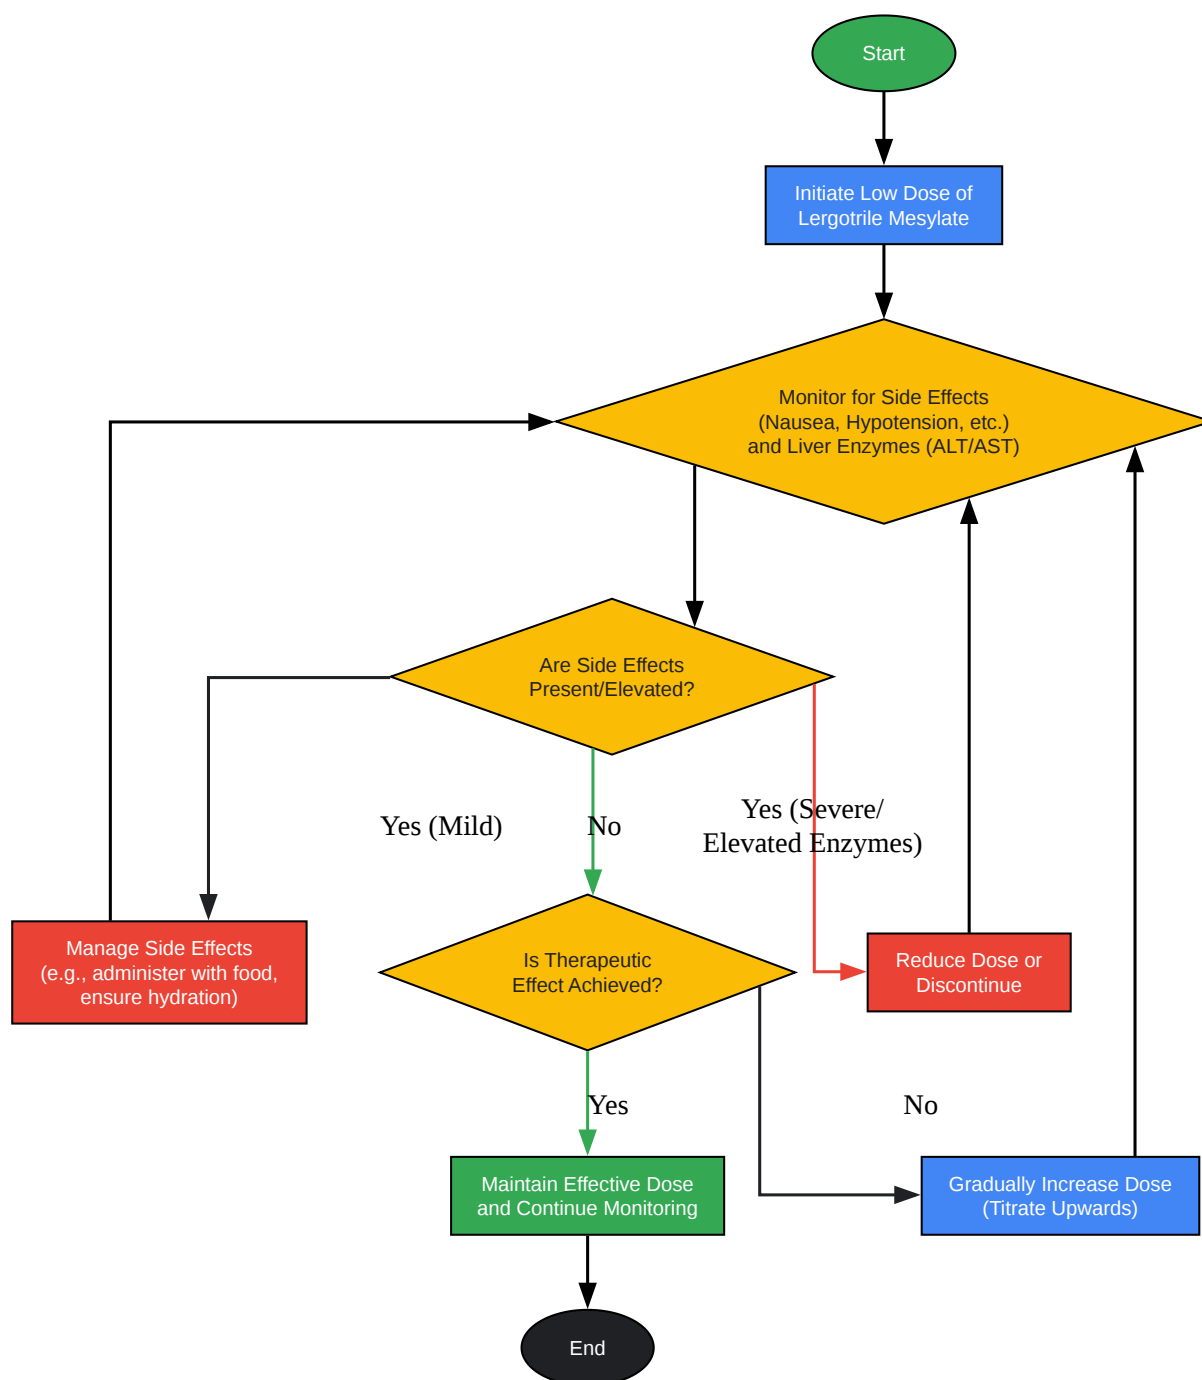 Start
Initiate Low Dose of
Lergotrile Mesylate
Monitor for Side Effects
(Nausea, Hypotension, etc.)
and Liver Enzymes (ALT/AST)
Are Side Effects
Present/Elevated?
Yes (Mild)
No
Yes (Severe/
Elevated Enzymes)
Manage Side Effects
(e.g., administer with food,
ensure hydration)
Is Therapeutic
Effect Achieved?
Reduce Dose or
Discontinue
Yes
No
Maintain Effective Dose
and Continue Monitoring
Gradually Increase Dose
(Titrate Upwards)
End